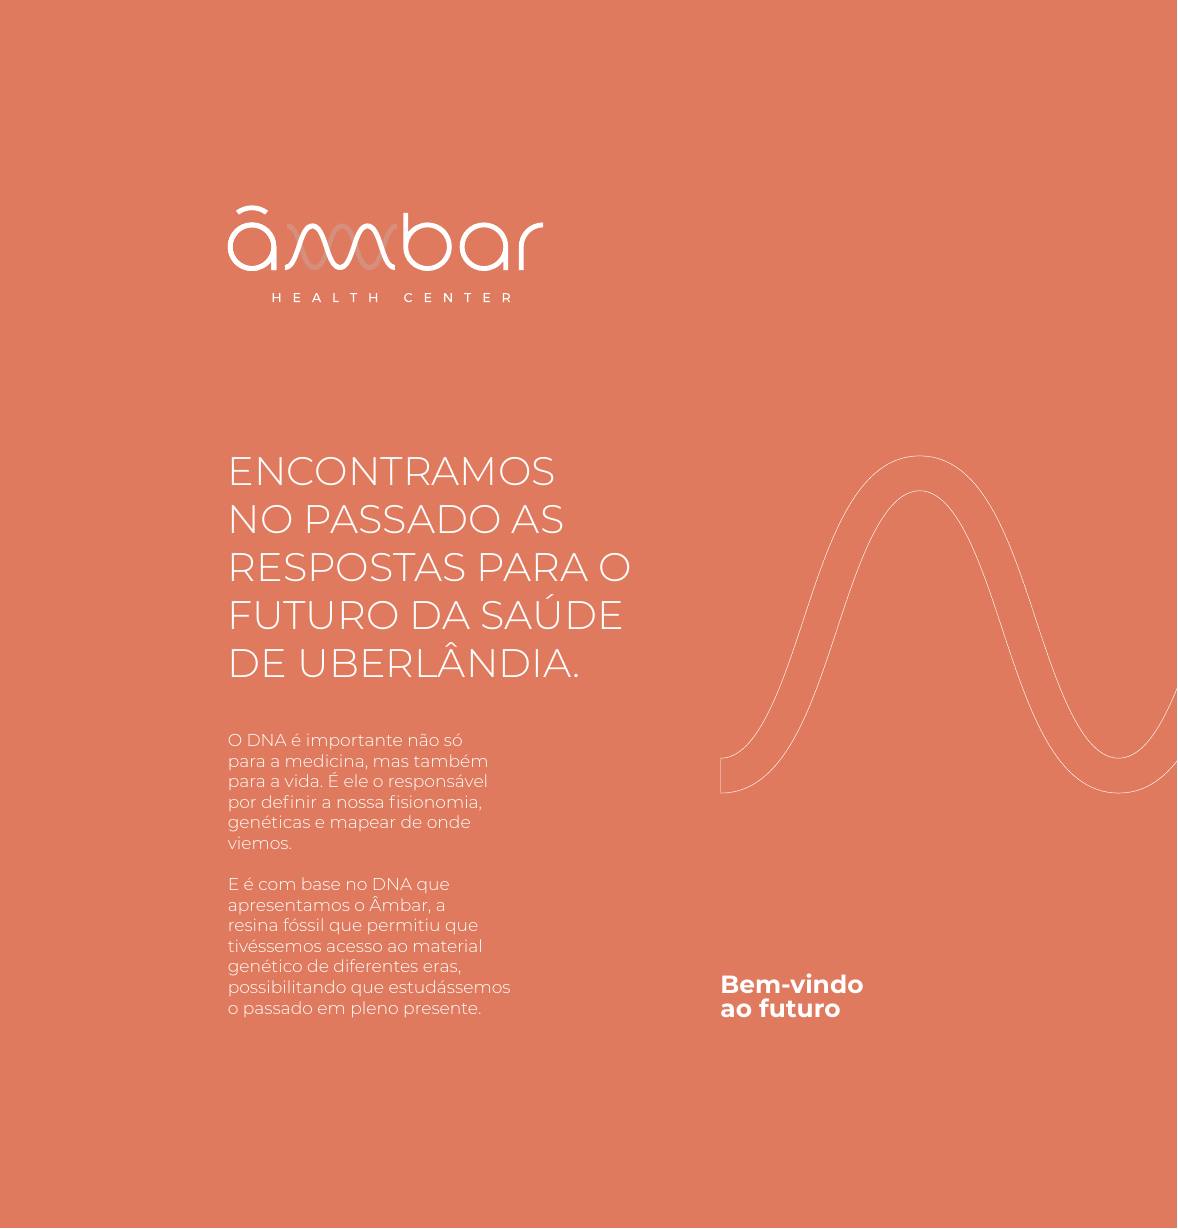 âmbar
HEALTH CENTER
ENCONTRAMOS
NO PASSADO AS
RESPOSTAS PARA O
FUTURO DA SAÚDE
DE UBERLÂNDIA.
O DNA é importante não só
para a medicina, mas também
para a vida. É ele o responsável
por definir a nossa fisionomia,
genéticas e mapear de onde
viemos.
E é com base no DNA que
apresentamos o Âmbar, a
resina fóssil que permitiu que
tivéssemos acesso ao material
genético de diferentes eras,
possibilitando que estudássemos
o passado em pleno presente.
Bem-vindo
ao futuro